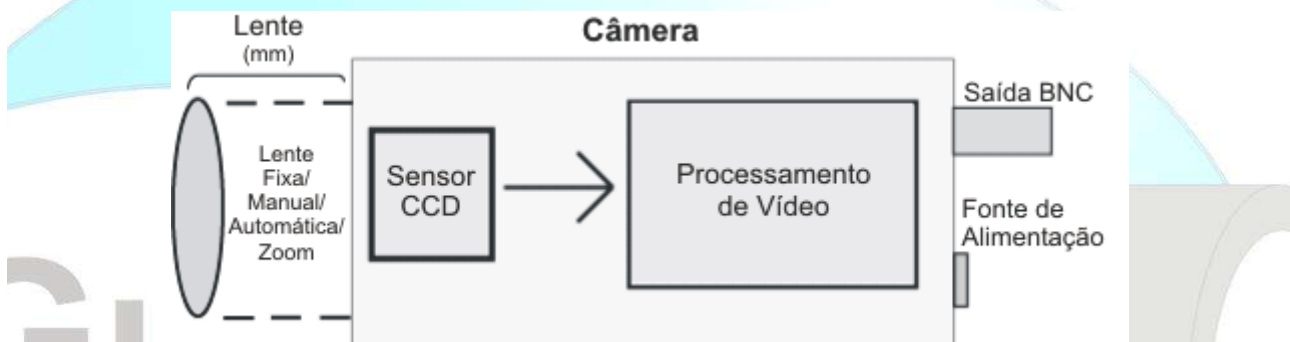 Lente
(mm)
Câmera
Lente
Fixa/
Manual/
Automática/
Zoom
Sensor
CCD
Processamento
de Vídeo
Saída BNC
Fonte de
Alimentação